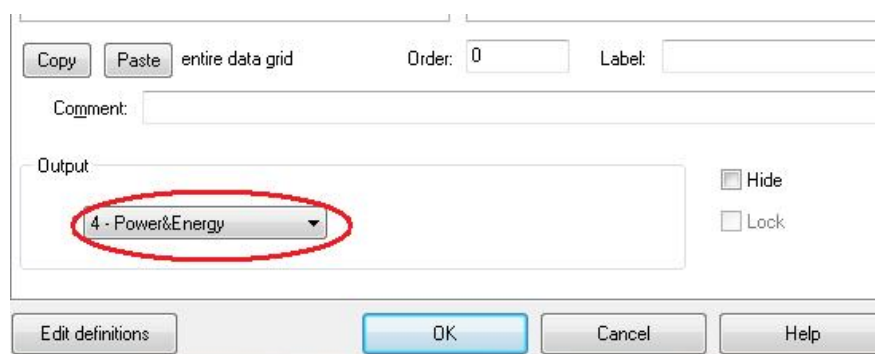 Copy Paste entire data grid Order: 0 Label:
Comment:
Output
4 - Power&Energy
Hide
Lock
Edit definitions OK Cancel Help